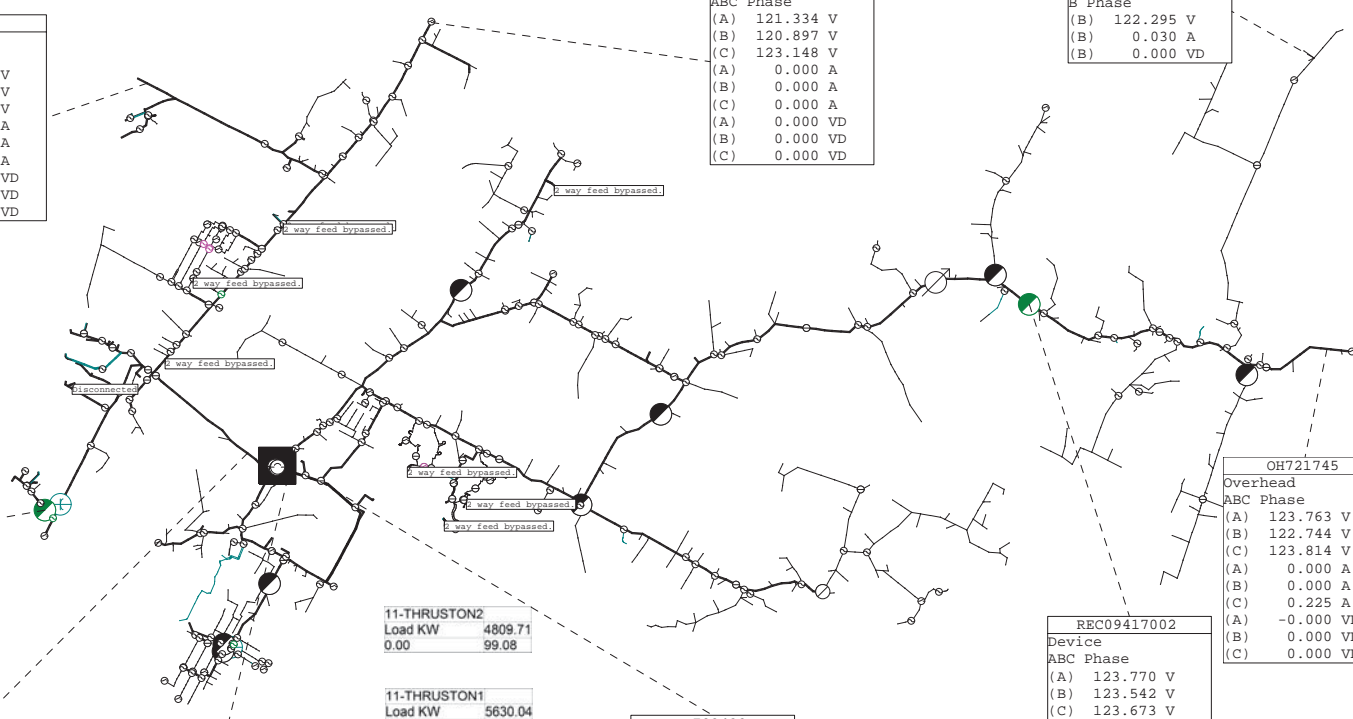 V
V
V
A
A
A
VD
VD
VD
ABC Phase
(A) 121.334 V
(B) 120.897 V
(C) 123.148 V
(A) 0.000 A
(B) 0.000 A
(C) 0.000 A
(A) 0.000 VD
(B) 0.000 VD
(C) 0.000 VD
B Phase
(B) 122.295 V
(B) 0.030 A
(B) 0.000 VD
2 way feed bypassed.
2 way feed bypassed.
2 way feed bypassed.
2 way feed bypassed.
Disconnected
2 way feed bypassed.
2 way feed bypassed.
2 way feed bypassed.
OH721745
Overhead
ABC Phase
(A) 123.763 V
(B) 122.744 V
(C) 123.814 V
(A) 0.000 A
(B) 0.000 A
(C) 0.225 A
(A) -0.000 VD
(B) 0.000 VD
(C) 0.000 VD
11-THRUSTON2
Load KW 4809.71
0.00 99.08
11-THRUSTON1
Load KW 5630.04
REC09417002
Device
ABC Phase
(A) 123.770 V
(B) 123.542 V
(C) 123.673 V